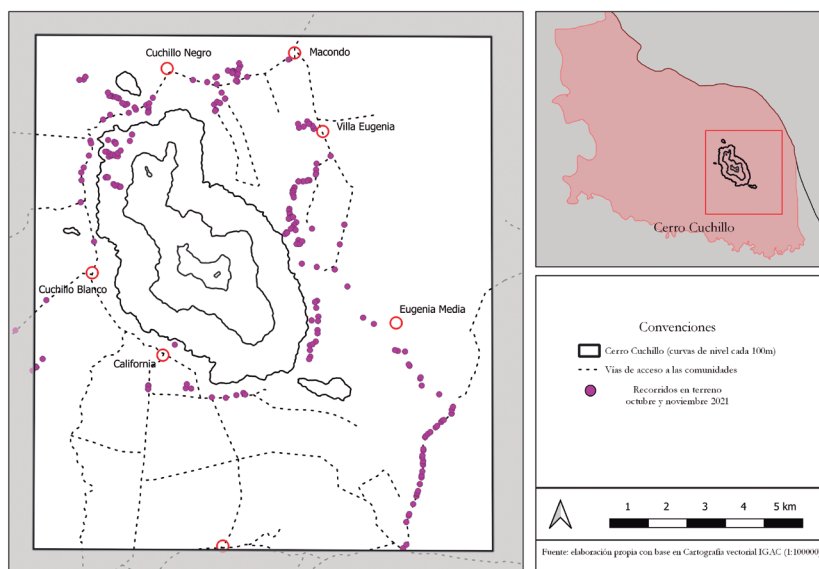 Cuchillo Negro
Macondo
Villa Eugenia
Cuchillo Blanco
Eugenia Media
California
Cerro Cuchillo
Convenciones
Cerro Cuchillo (curvas de nivel cada 100m)
Vías de acceso a las comunidades
Recorridos en terreno
octubre y noviembre 2021
1 2 3 4 5 km
Fuente: elaboración propia con base en Cartografía vectorial IGAC (1:100000)